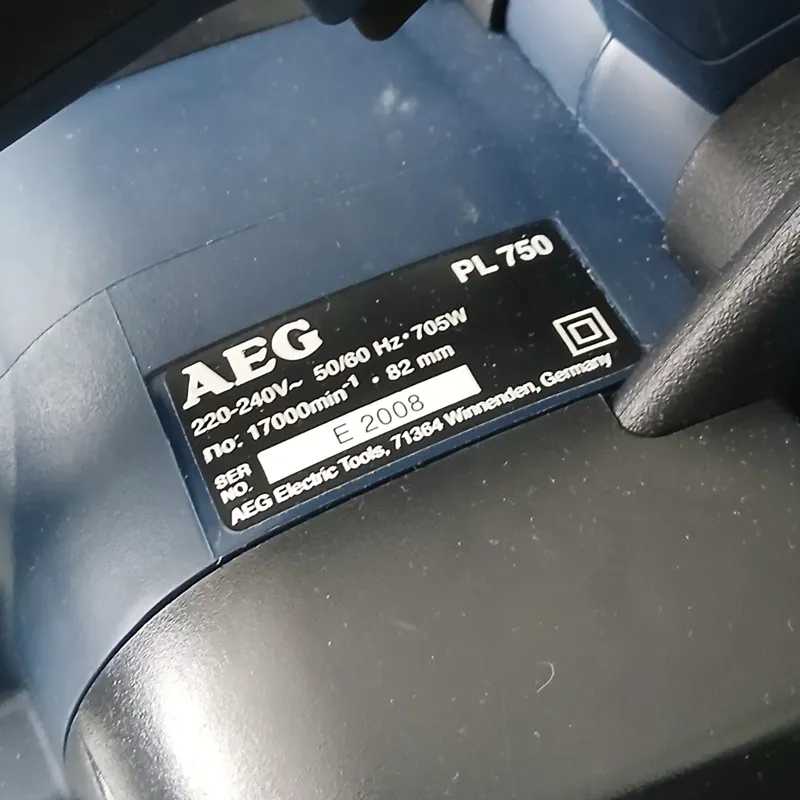 PL 750
AEG
220-240V~ 50/60 Hz • 705W
no: 17000min-1 • 82 mm
SER NO. E 2008
AEG Electric Tools, 71364 Winnenden, Germany